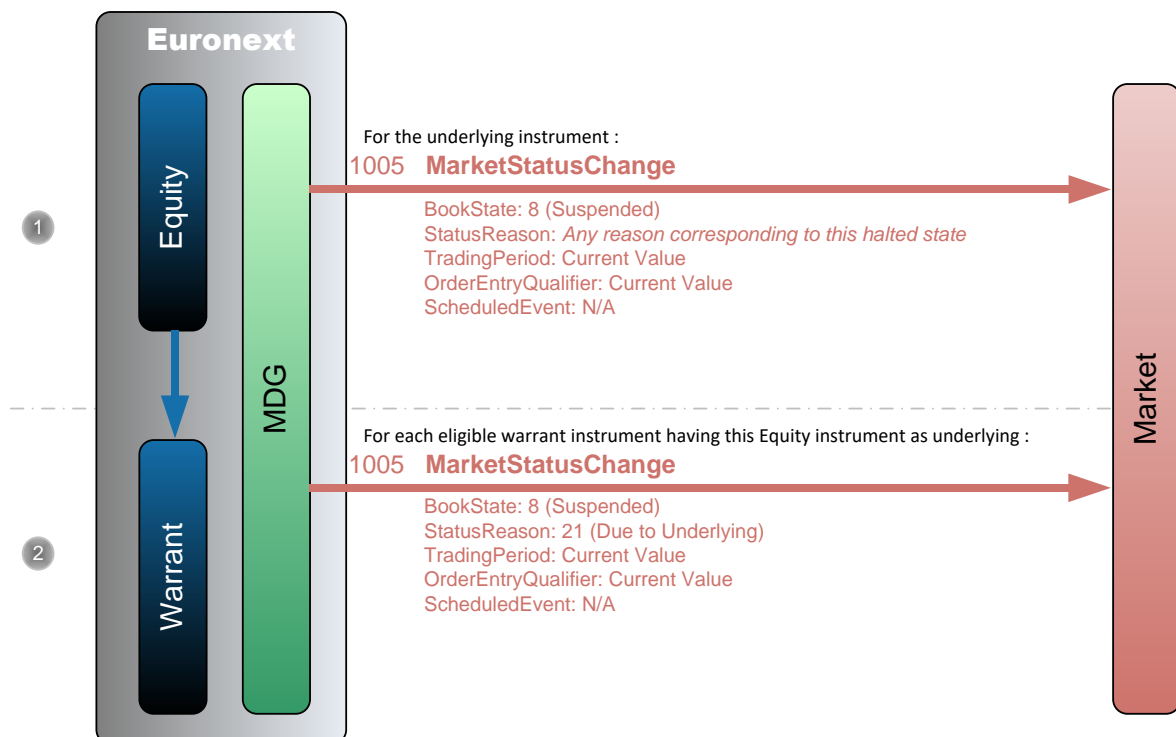 Euronext
Equity
MDG
Market
1
For the underlying instrument :
1005 MarketStatusChange
BookState: 8 (Suspended)
StatusReason: Any reason corresponding to this halted state
TradingPeriod: Current Value
OrderEntryQualifier: Current Value
ScheduledEvent: N/A
Warrant
2
For each eligible warrant instrument having this Equity instrument as underlying :
1005 MarketStatusChange
BookState: 8 (Suspended)
StatusReason: 21 (Due to Underlying)
TradingPeriod: Current Value
OrderEntryQualifier: Current Value
ScheduledEvent: N/A